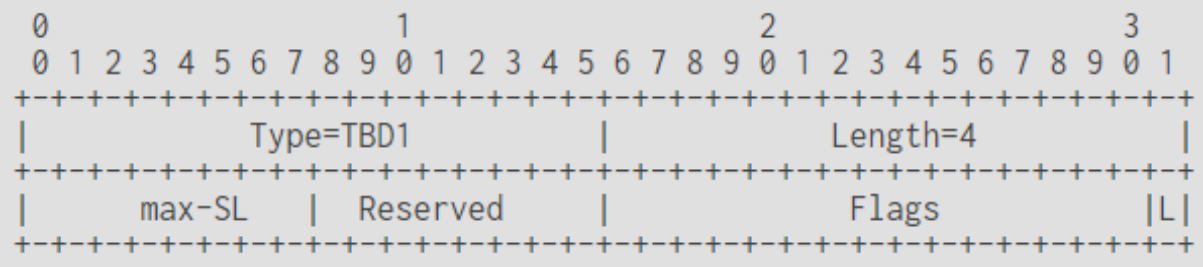 0                   1                   2                   3
 0 1 2 3 4 5 6 7 8 9 0 1 2 3 4 5 6 7 8 9 0 1 2 3 4 5 6 7 8 9 0 1
+-+-+-+-+-+-+-+-+-+-+-+-+-+-+-+-+-+-+-+-+-+-+-+-+-+-+-+-+-+-+-+-+
|            Type=TBD1          |            Length=4           |
+-+-+-+-+-+-+-+-+-+-+-+-+-+-+-+-+-+-+-+-+-+-+-+-+-+-+-+-+-+-+-+-+
|      max-SL   |  Reserved     |             Flags           |L|
+-+-+-+-+-+-+-+-+-+-+-+-+-+-+-+-+-+-+-+-+-+-+-+-+-+-+-+-+-+-+-+-+